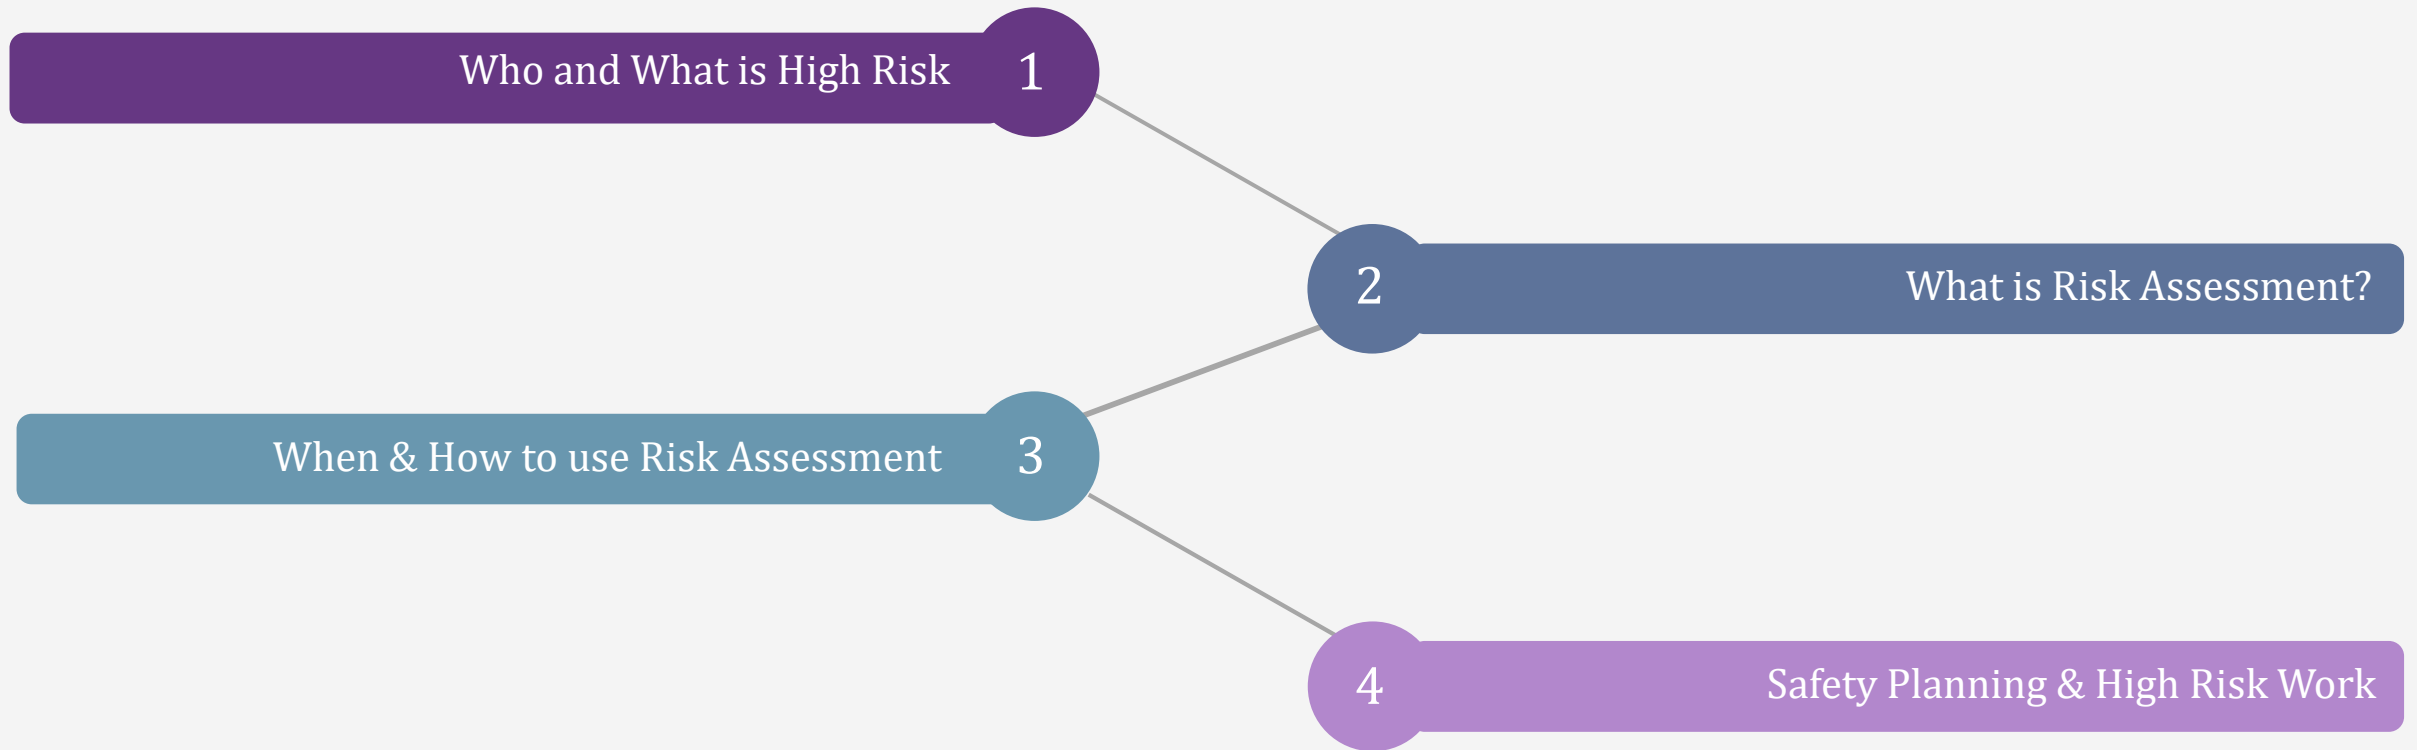 Who and What is High Risk 1
2 What is Risk Assessment?
When & How to use Risk Assessment 3
4 Safety Planning & High Risk Work